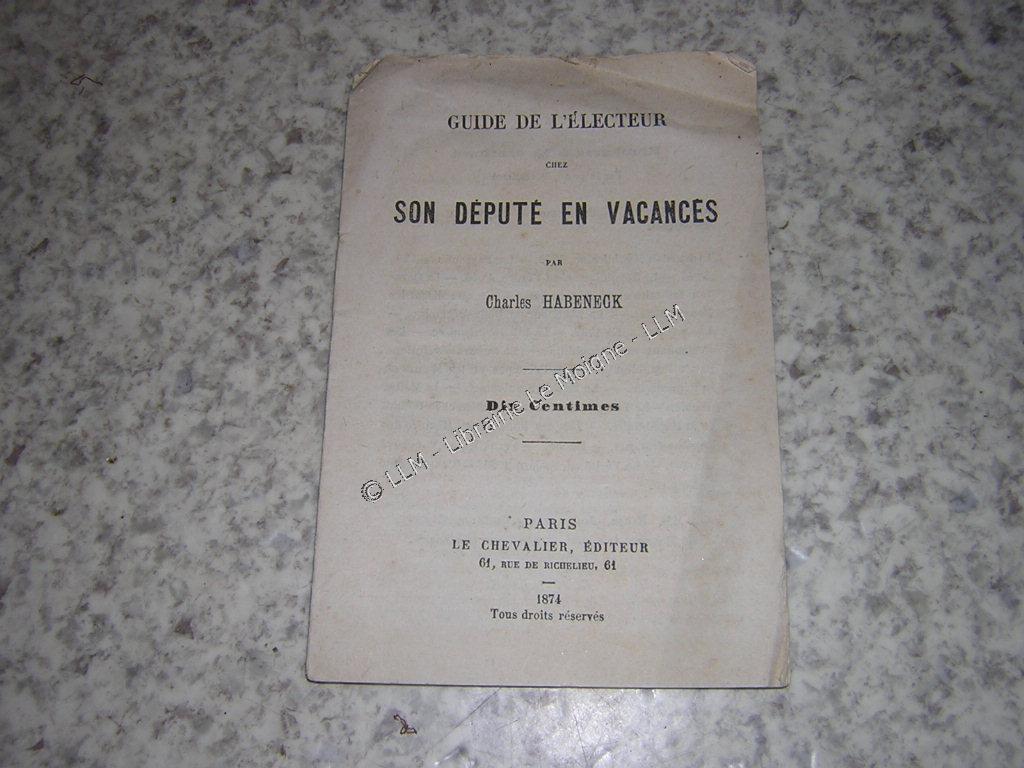 GUIDE DE L'ÉLECTEUR
CHEZ
SON DÉPUTÉ EN VACANCES
PAR
Charles HABENECK
Dix Centimes
© LLM - Librairie Le Moigne - LLM
PARIS
LE CHEVALIER, ÉDITEUR
61, RUE DE RICHELIEU, 61
1874
Tous droits réservés